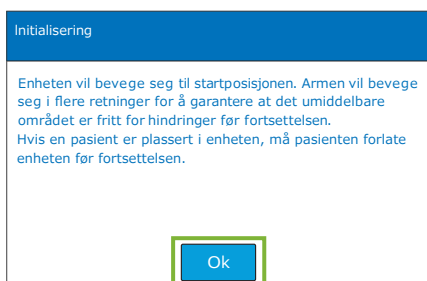 Initialisering
Enheten vil bevege seg til startposisjonen. Armen vil bevege
seg i flere retninger for å garantere at det umiddelbare
området er fritt for hindringer før fortsettelsen.
Hvis en pasient er plassert i enheten, må pasienten forlate
enheten før fortsettelsen.
Ok